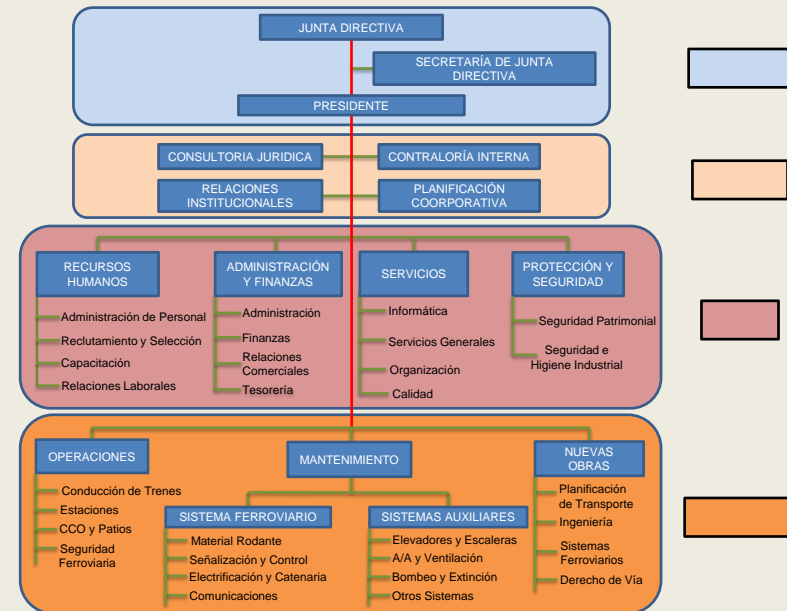 JUNTA DIRECTIVA
SECRETARÍA DE JUNTA
DIRECTIVA
PRESIDENTE
CONSULTORIA JURIDICA
CONTRALORÍA INTERNA
RELACIONES
INSTITUCIONALES
PLANIFICACIÓN
COORPORATIVA
RECURSOS
HUMANOS
Administración de Personal
Reclutamiento y Selección
Capacitación
Relaciones Laborales
ADMINISTRACIÓN
Y FINANZAS
Administración
Finanzas
Relaciones
Comerciales
Tesorería
SERVICIOS
Informática
Servicios Generales
Organización
Calidad
PROTECCIÓN Y
SEGURIDAD
Seguridad Patrimonial
Seguridad e
Higiene Industrial
OPERACIONES
Conducción de Trenes
Estaciones
CCO y Patios
Seguridad
Ferroviaria
MANTENIMIENTO
SISTEMA FERROVIARIO
Material Rodante
Señalización y Control
Electrificación y Catenaria
Comunicaciones
SISTEMAS AUXILIARES
Elevadores y Escaleras
A/A y Ventilación
Bombeo y Extinción
Otros Sistemas
NUEVAS
OBRAS
Planificación
de Transporte
Ingeniería
Sistemas
Ferroviarios
Derecho de Vía